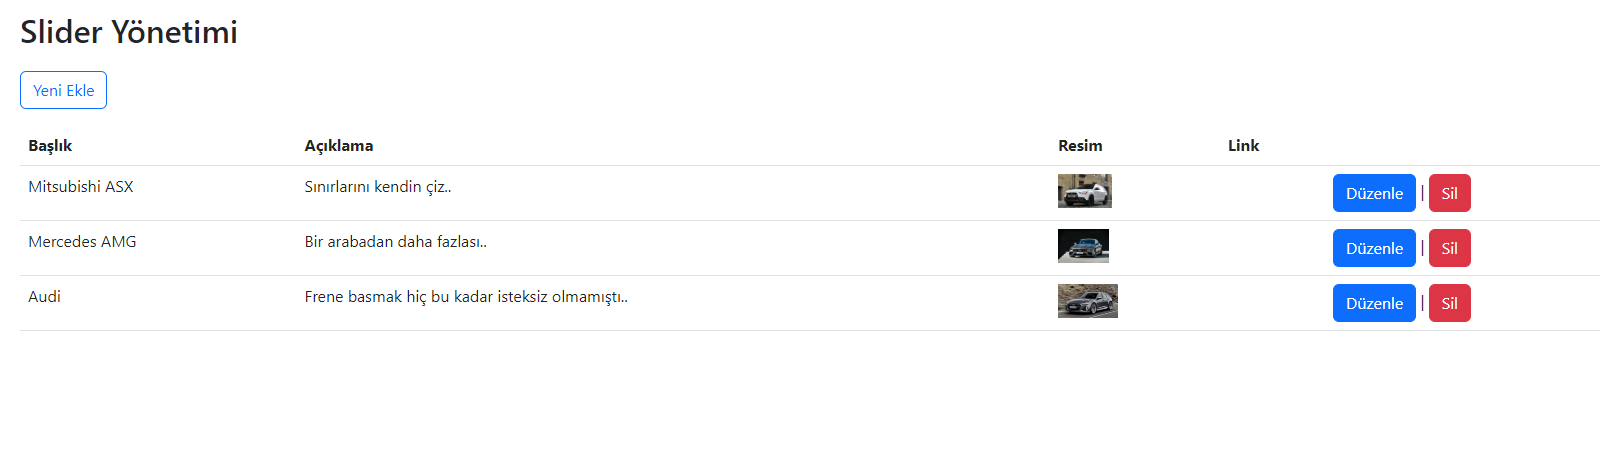 Slider Yönetimi
Yeni Ekle
Başlık Açıklama Resim Link
Mitsubishi ASX Sınırlarını kendin çiz.. Düzenle | Sil
Mercedes AMG Bir arabadan daha fazlası.. Düzenle | Sil
Audi Frene basmak hiç bu kadar isteksiz olmamıştı.. Düzenle | Sil